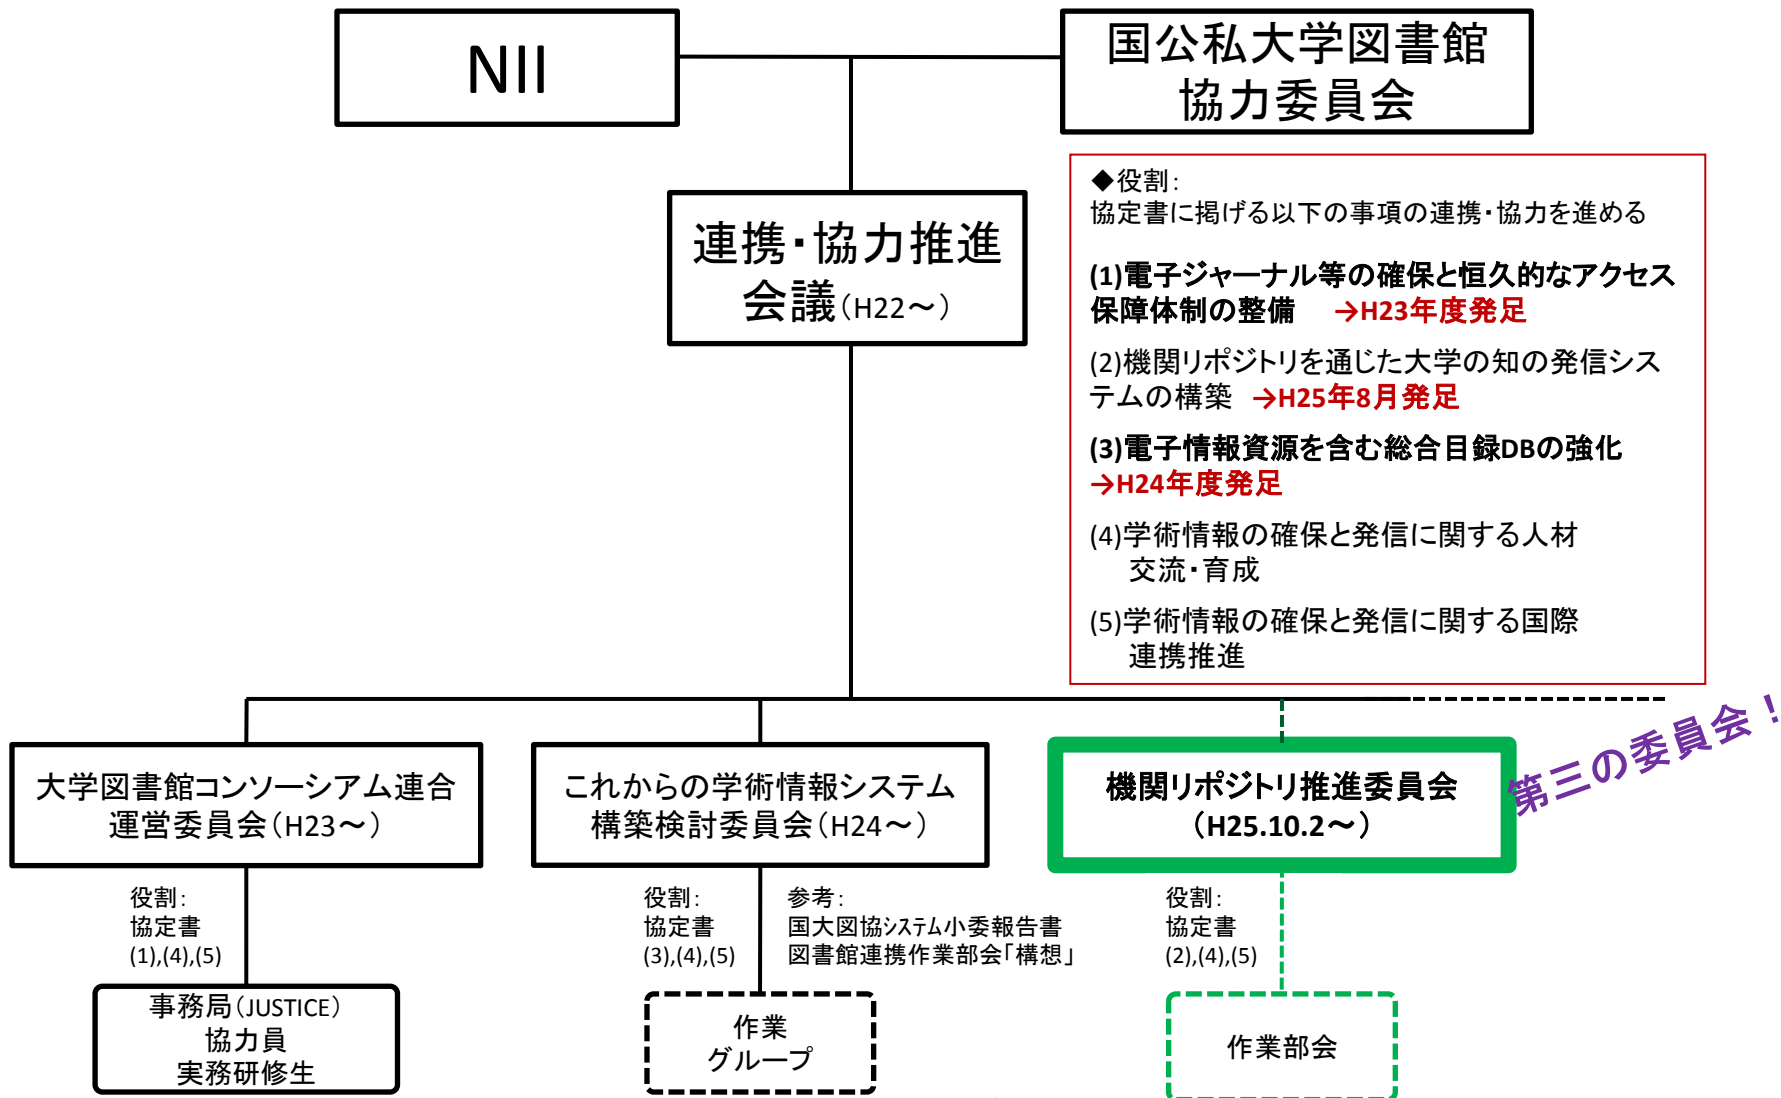 NII
国公私大学図書館
協力委員会
連携・協力推進
会議（H22～）
◆役割：
協定書に掲げる以下の事項の連携・協力を進める
(1)電子ジャーナル等の確保と恒久的なアクセス
保障体制の整備　→H23年度発足
(2)機関リポジトリを通じた大学の知の発信シス
テムの構築　→H25年8月発足
(3)電子情報資源を含む総合目録DBの強化
→H24年度発足
(4)学術情報の確保と発信に関する人材
交流・育成
(5)学術情報の確保と発信に関する国際
連携推進
第三の委員会！
大学図書館コンソーシアム連合
運営委員会（H23～）
これからの学術情報システム
構築検討委員会（H24～）
機関リポジトリ推進委員会
（H25.10.2～）
役割：
協定書
(1),(4),(5)
役割：
協定書
(3),(4),(5)
参考：
国大図協システム小委報告書
図書館連携作業部会「構想」
役割：
協定書
(2),(4),(5)
事務局（JUSTICE）
協力員
実務研修生
作業
グループ
作業部会